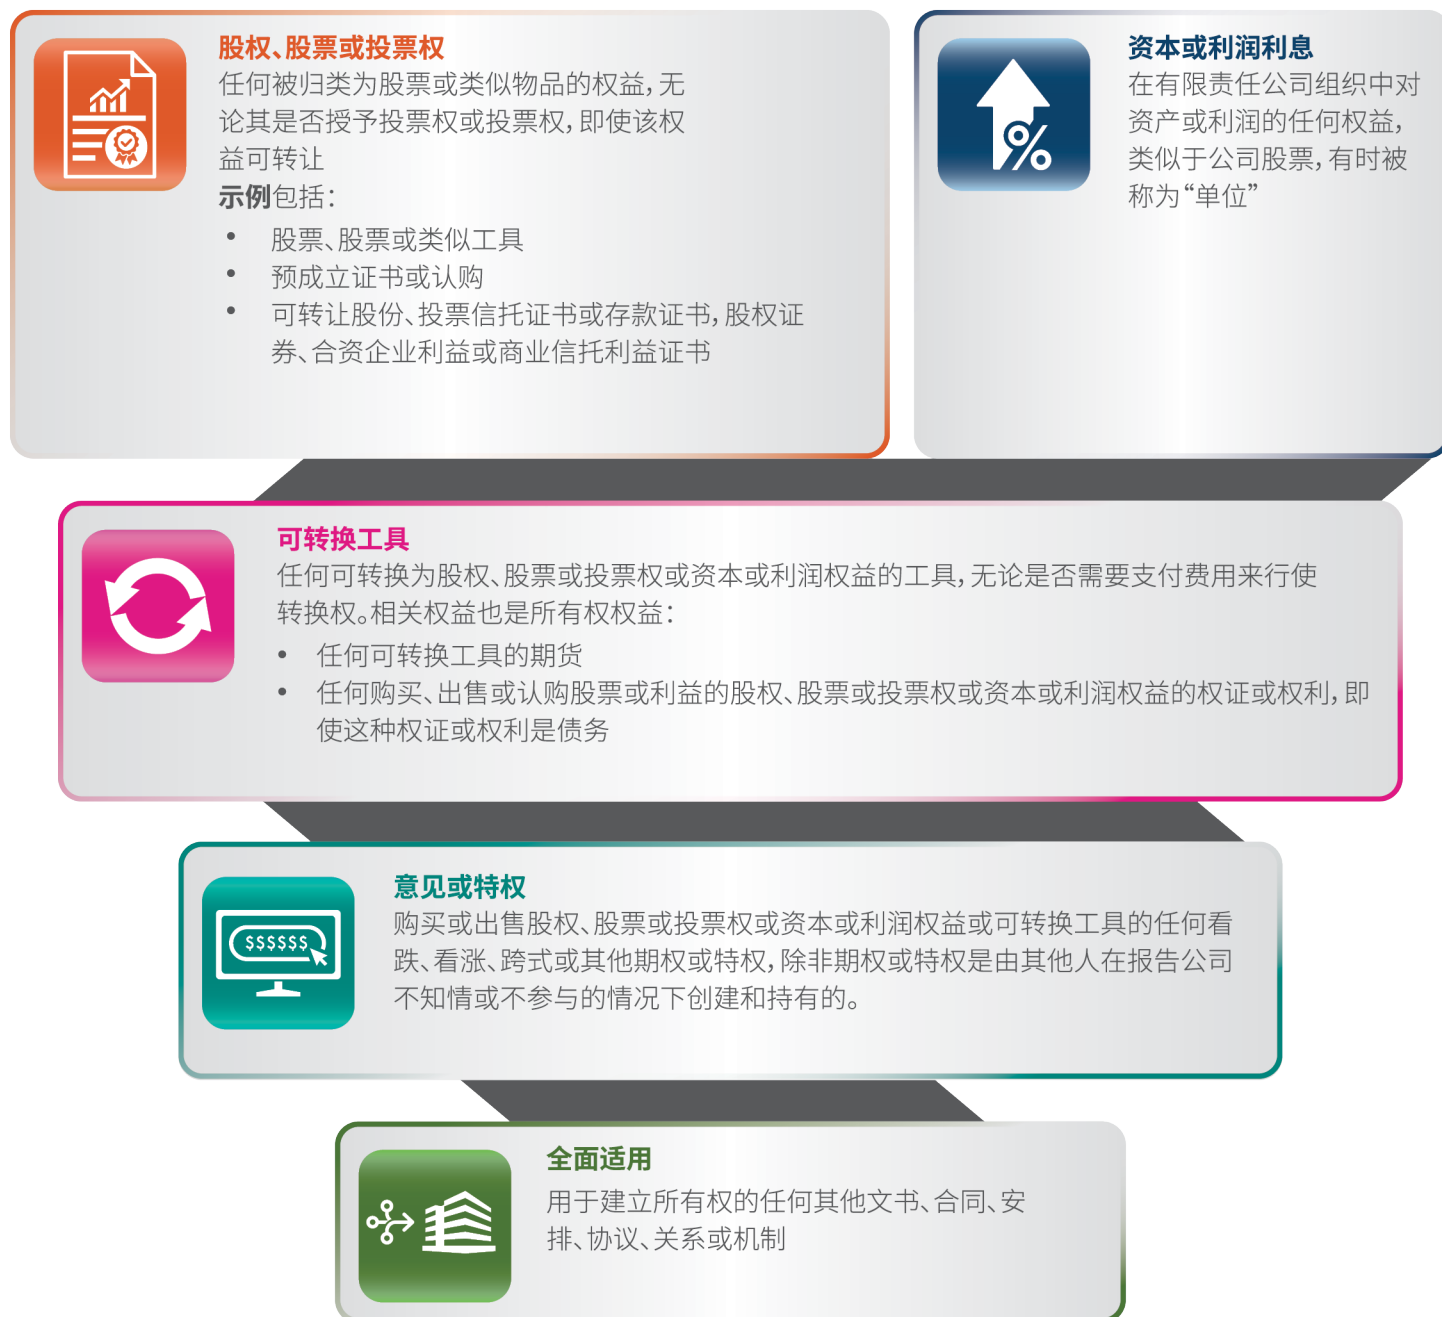 股权、股票或投票权
任何被归类为股票或类似物品的权益，无
论其是否授予投票权或投票权，即使该权
益可转让
示例包括：
• 股票、股票或类似工具
• 预成立证书或认购
• 可转让股份、投票信托证书或存款证书，股权证
券、合资企业利益或商业信托利益证书
资本或利润利息
在有限责任公司组织中对
资产或利润的任何权益，
类似于公司股票，有时被
称为“单位”
%
可转换工具
任何可转换为股权、股票或投票权或资本或利润权益的工具，无论是否需要支付费用来行使
转换权。相关权益也是所有权权益：
• 任何可转换工具的期货
• 任何购买、出售或认购股票或利益的股权、股票或投票权或资本或利润权益的权证或权利，即
使这种权证或权利是债务
$$$$$$
意见或特权
购买或出售股权、股票或投票权或资本或利润权益或可转换工具的任何看
跌、看涨、跨式或其他期权或特权，除非期权或特权是由其他人在报告公司
不知情或不参与的情况下创建和持有的。
全面适用
用于建立所有权的任何其他文书、合同、安
排、协议、关系或机制